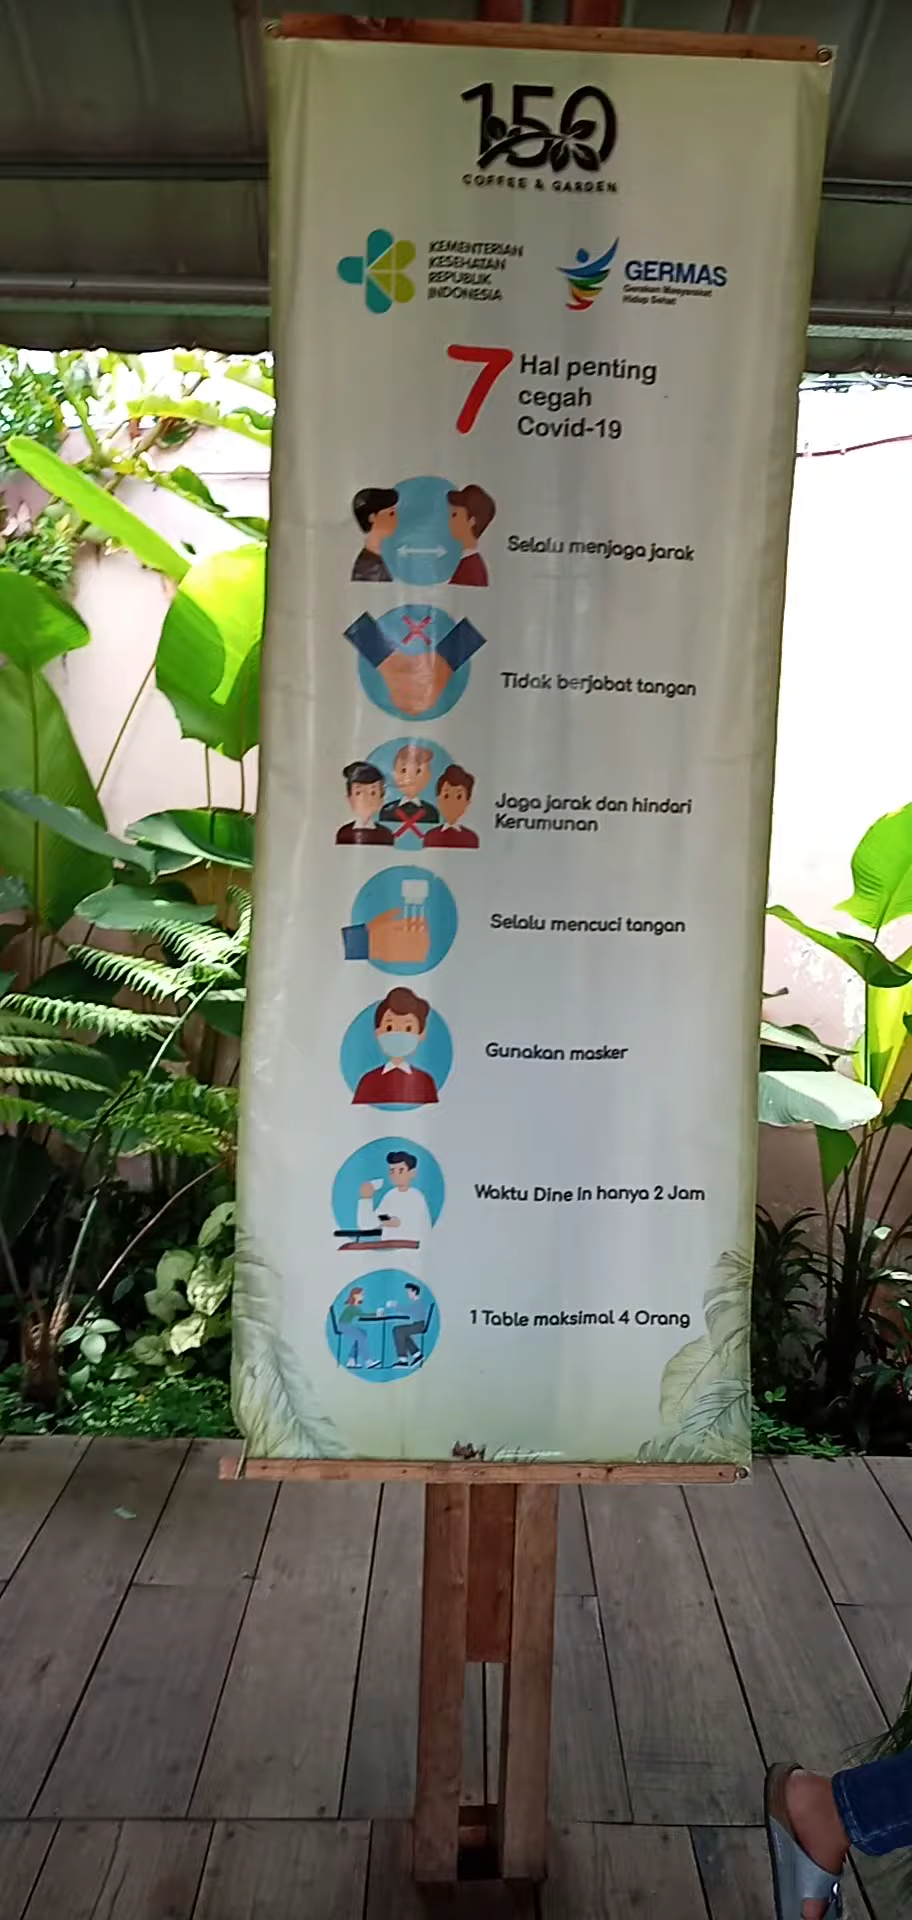 150
COFFEE & GARDEN
KEMENTERIAN
KESEHATAN
REPUBLIK
INDONESIA
GERMAS
Gerakan Masyarakat
Hidup Sehat
7 Hal penting
cegah
Covid-19
Selalu menjaga jarak
Tidak berjabat tangan
Jaga jarak dan hindari
Kerumunan
Selalu mencuci tangan
Gunakan masker
Waktu Dine In hanya 2 Jam
1 Table maksimal 4 Orang